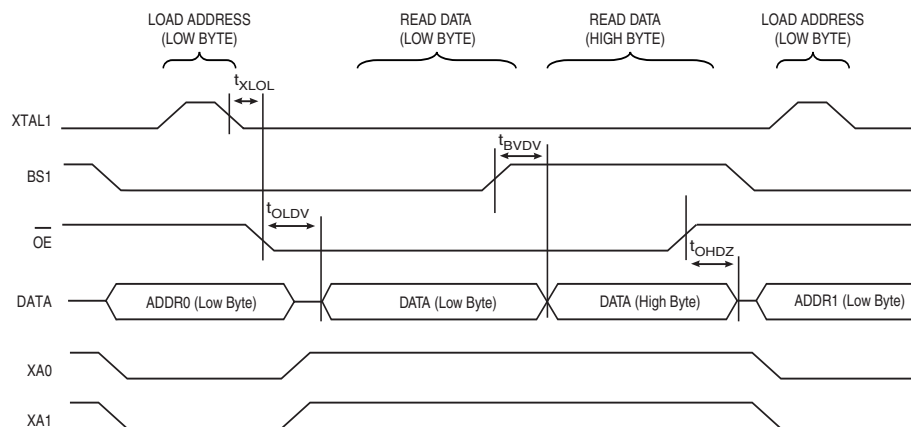 LOAD ADDRESS
(LOW BYTE)
READ DATA
(LOW BYTE)
READ DATA
(HIGH BYTE)
LOAD ADDRESS
(LOW BYTE)
tXLOL
XTAL1
tBVDV
BS1
tOLDV
OE
tOHDZ
DATA
ADDR0 (Low Byte)
DATA (Low Byte)
DATA (High Byte)
ADDR1 (Low Byte)
XA0
XA1